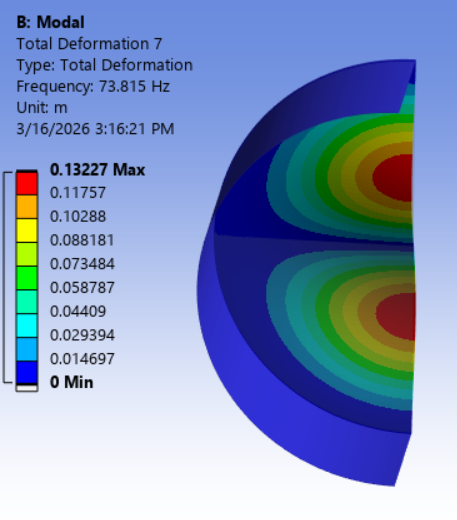 B: Modal
Total Deformation 7
Type: Total Deformation
Frequency: 73.815 Hz
Unit: m
3/16/2026 3:16:21 PM
0.13227 Max
0.11757
0.10288
0.088181
0.073484
0.058787
0.04409
0.029394
0.014697
0 Min